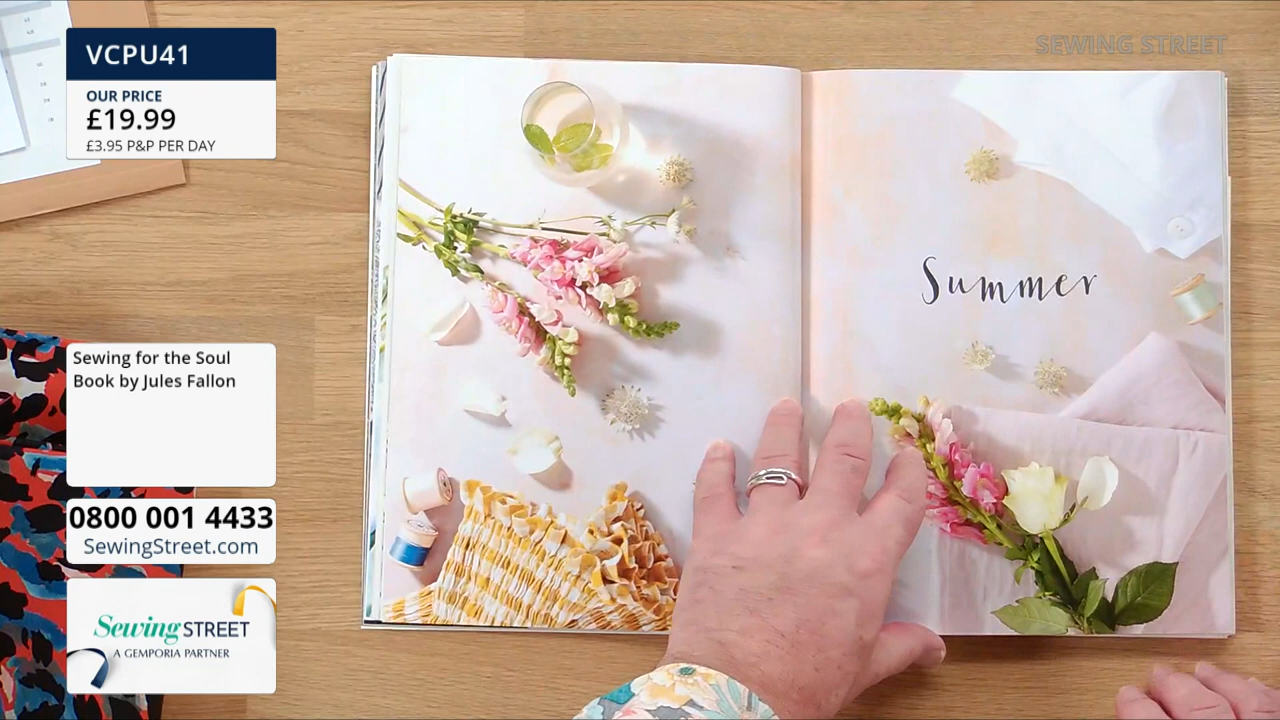 VCPU41
OUR PRICE
£19.99
£3.95 P&P PER DAY
SEWING STREET
Summer
Sewing for the Soul
Book by Jules Fallon
0800 001 4433
SewingStreet.com
Sewing STREET
A GEMPORIA PARTNER